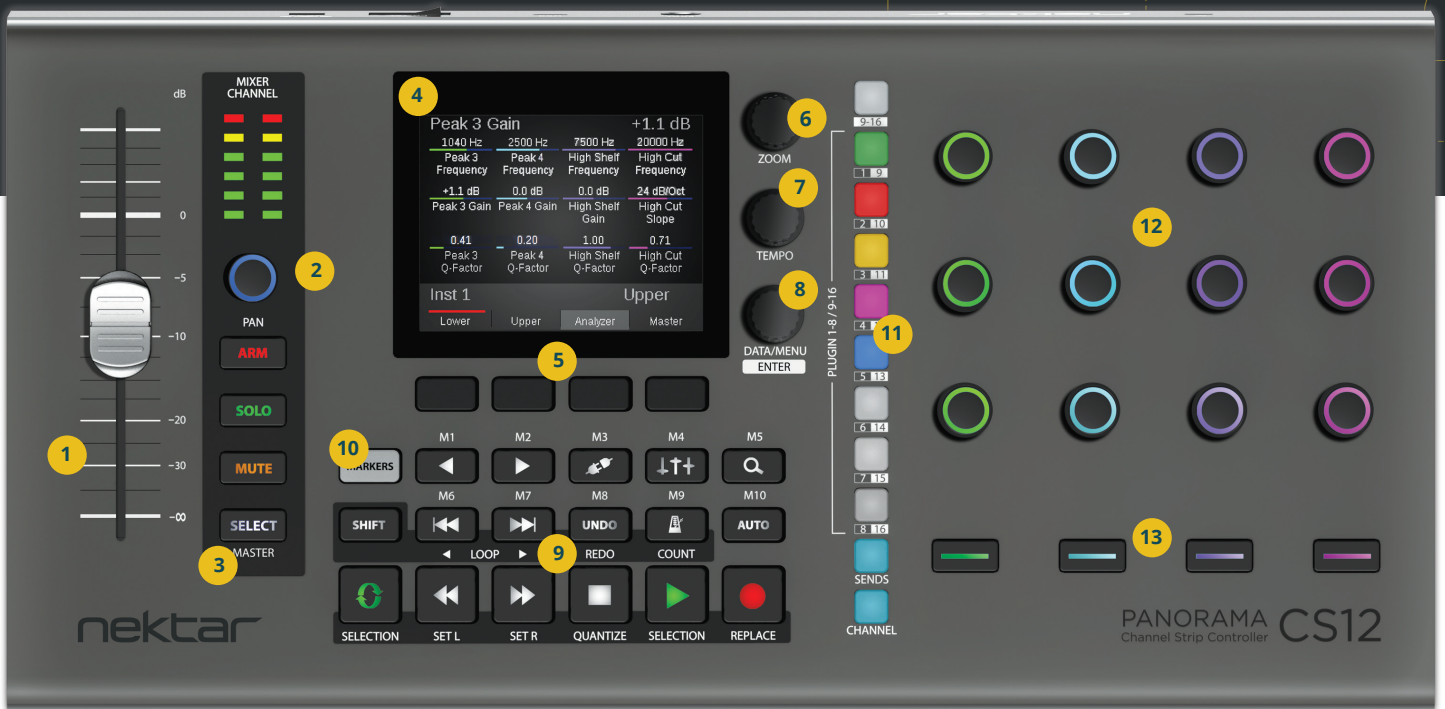 MIXER
CHANNEL
dB
0
−5
−10
−20
−30
−∞
1
2
PAN
ARM
SOLO
MUTE
SELECT
MASTER
3
nektar
4
Peak 3 Gain +1.1 dB
1040 Hz 2500 Hz 7500 Hz 20000 Hz
Peak 3 Peak 4 High Shelf High Cut
Frequency Frequency Frequency Frequency
+1.1 dB 0.0 dB 0.0 dB 24 dB/Oct
Peak 3 Gain Peak 4 Gain High Shelf High Cut
Gain Slope
0.41 0.20 1.00 0.71
Peak 3 Peak 4 High Shelf High Cut
Q-Factor Q-Factor Q-Factor Q-Factor
Inst 1 Upper
Lower Upper Analyzer Master
5
6
ZOOM
7
TEMPO
8
DATA/MENU
ENTER
10
M1 M2 M3 M4 M5
MARKERS
M6 M7 M8 M9 M10
SHIFT UNDO AUTO
◄ LOOP ► 9 REDO COUNT
SELECTION SET L SET R QUANTIZE SELECTION REPLACE
PLUGIN 1-8 / 9-16
9-16
1 9
2 10
3 11
4
11
5 13
6 14
7 15
8 16
SENDS
CHANNEL
12
13
PANORAMA CS12
Channel Strip Controller